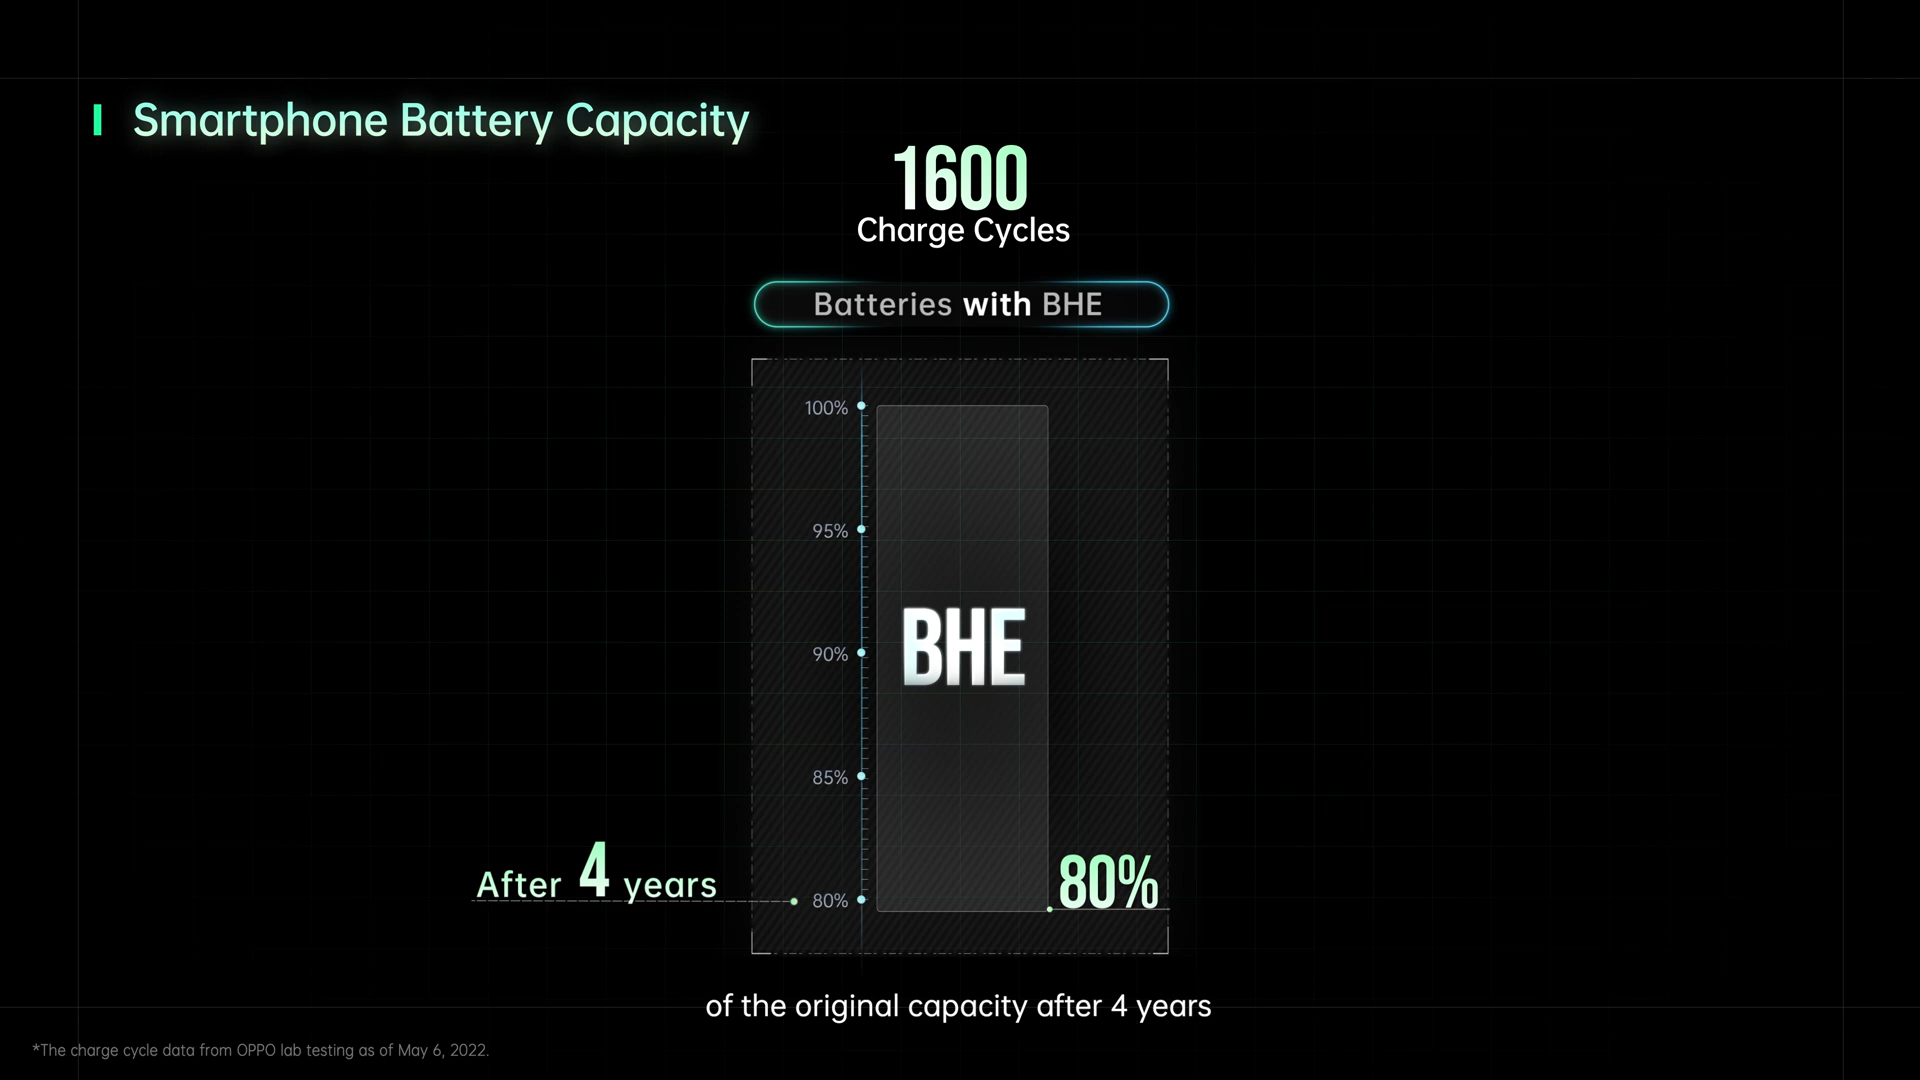 Smartphone Battery Capacity
1600
Charge Cycles
Batteries with BHE
100%
95%
90%
BHE
85%
After 4 years
80%
80%
of the original capacity after 4 years
*The charge cycle data from OPPO lab testing as of May 6, 2022.